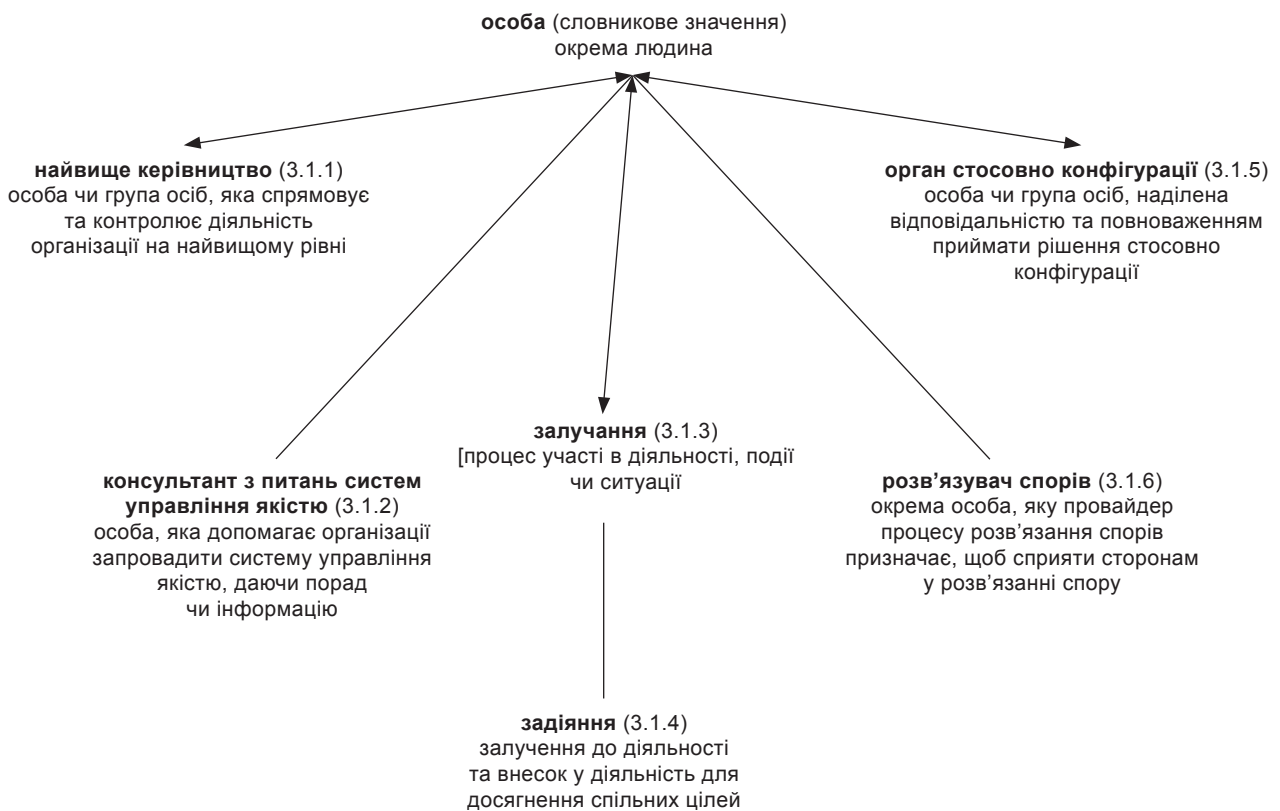 особа (словникове значення)
окрема людина
найвище керівництво (3.1.1)
особа чи група осіб, яка спрямовує
та контролює діяльність
організації на найвищому рівні
орган стосовно конфігурації (3.1.5)
особа чи група осіб, наділена
відповідальністю та повноваженням
приймати рішення стосовно
конфігурації
залучання (3.1.3)
[процес участі в діяльності, події
чи ситуації
консультант з питань систем
управління якістю (3.1.2)
особа, яка допомагає організації
запровадити систему управління
якістю, даючи порад
чи інформацію
розв’язувач спорів (3.1.6)
окрема особа, яку провайдер
процесу розв’язання спорів
призначає, щоб сприяти сторонам
у розв’язанні спору
задіяння (3.1.4)
залучення до діяльності
та внесок у діяльність для
досягнення спільних цілей